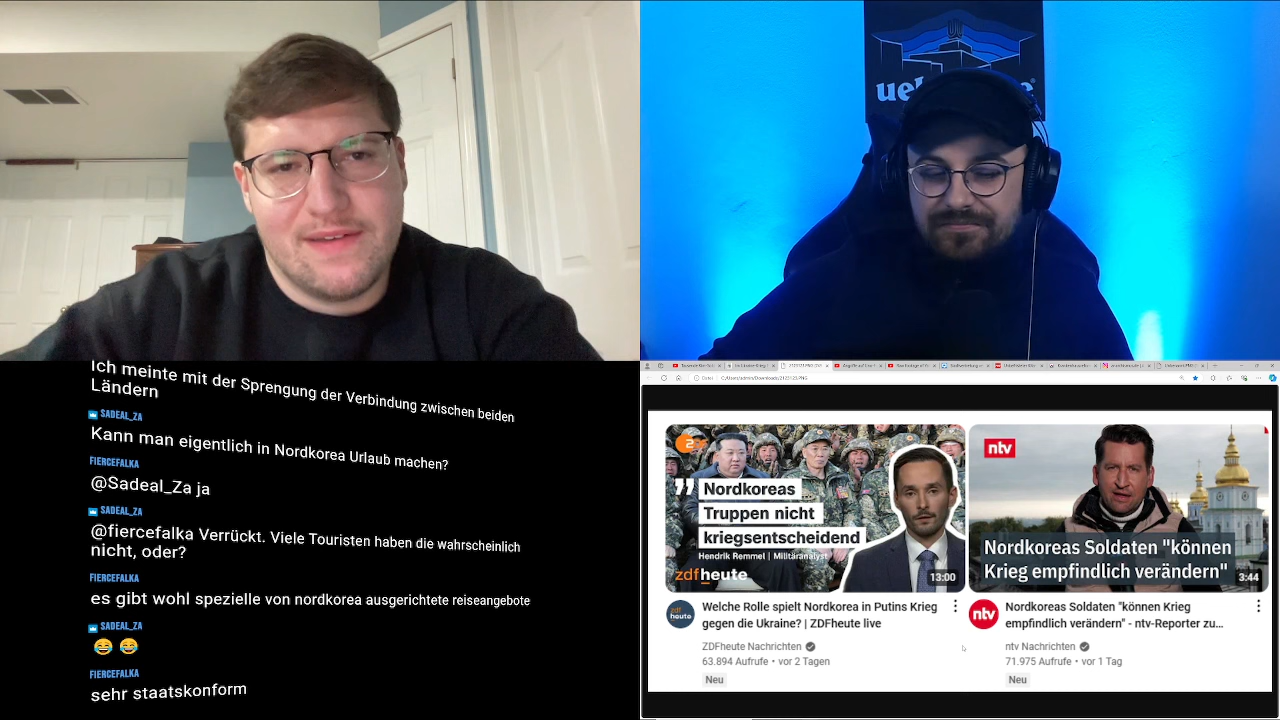 Ich meinte mit der Sprengung der Verbindung zwischen beiden
Ländern
SADEAL_ZA
Kann man eigentlich in Nordkorea Urlaub machen?
FIERCEFALKA
@Sadeal_Za ja
SADEAL_ZA
@fiercefalka Verrückt. Viele Touristen haben die wahrscheinlich
nicht, oder?
FIERCEFALKA
es gibt wohl spezielle von nordkorea ausgerichtete reiseangebote
SADEAL_ZA
😂 😂
FIERCEFALKA
sehr staatskonform
Nordkoreas
Truppen nicht
kriegsentscheidend
Hendrik Remmel | Militäranalyst
zdfheute
13:00
Welche Rolle spielt Nordkorea in Putins Krieg
gegen die Ukraine? | ZDFheute live
ZDFheute Nachrichten
63.894 Aufrufe • vor 2 Tagen
Neu
ntv
Nordkoreas Soldaten "können
Krieg empfindlich verändern"
3:44
ntv
Nordkoreas Soldaten "können Krieg
empfindlich verändern" - ntv-Reporter zu...
ntv Nachrichten
71.975 Aufrufe • vor 1 Tag
Neu